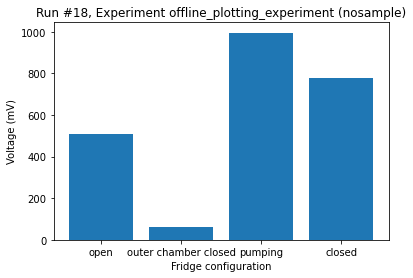 Run #18, Experiment offline_plotting_experiment (nosample)
Voltage (mV)
1000
800
600
400
200
0
open
outer chamber closed
pumping
closed
Fridge configuration